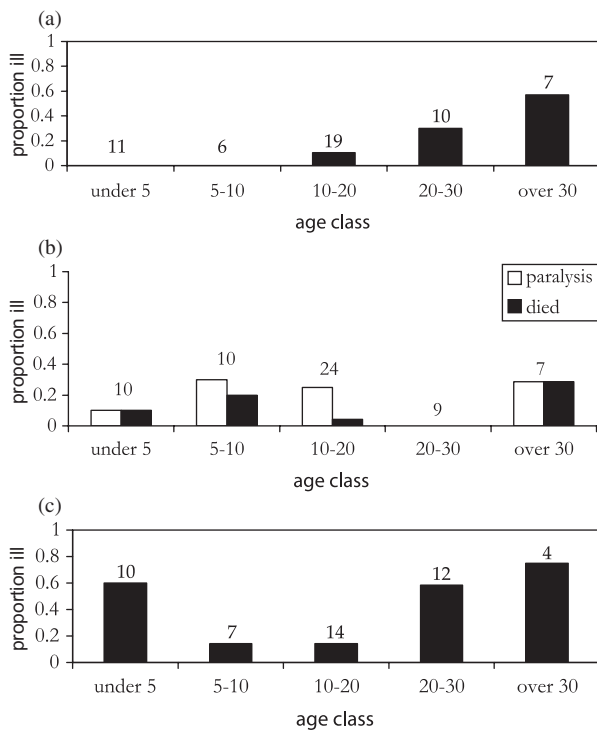 (a)
proportion ill
1
0.8
0.6
0.4
0.2
0
11 6 19 10 7
under 5 5-10 10-20 20-30 over 30
age class
(b)
proportion ill
1
0.8
0.6
0.4
0.2
0
paralysis
died
10 10 24 9 7
under 5 5-10 10-20 20-30 over 30
age class
(c)
proportion ill
1
0.8
0.6
0.4
0.2
0
10 7 14 12 4
under 5 5-10 10-20 20-30 over 30
age class